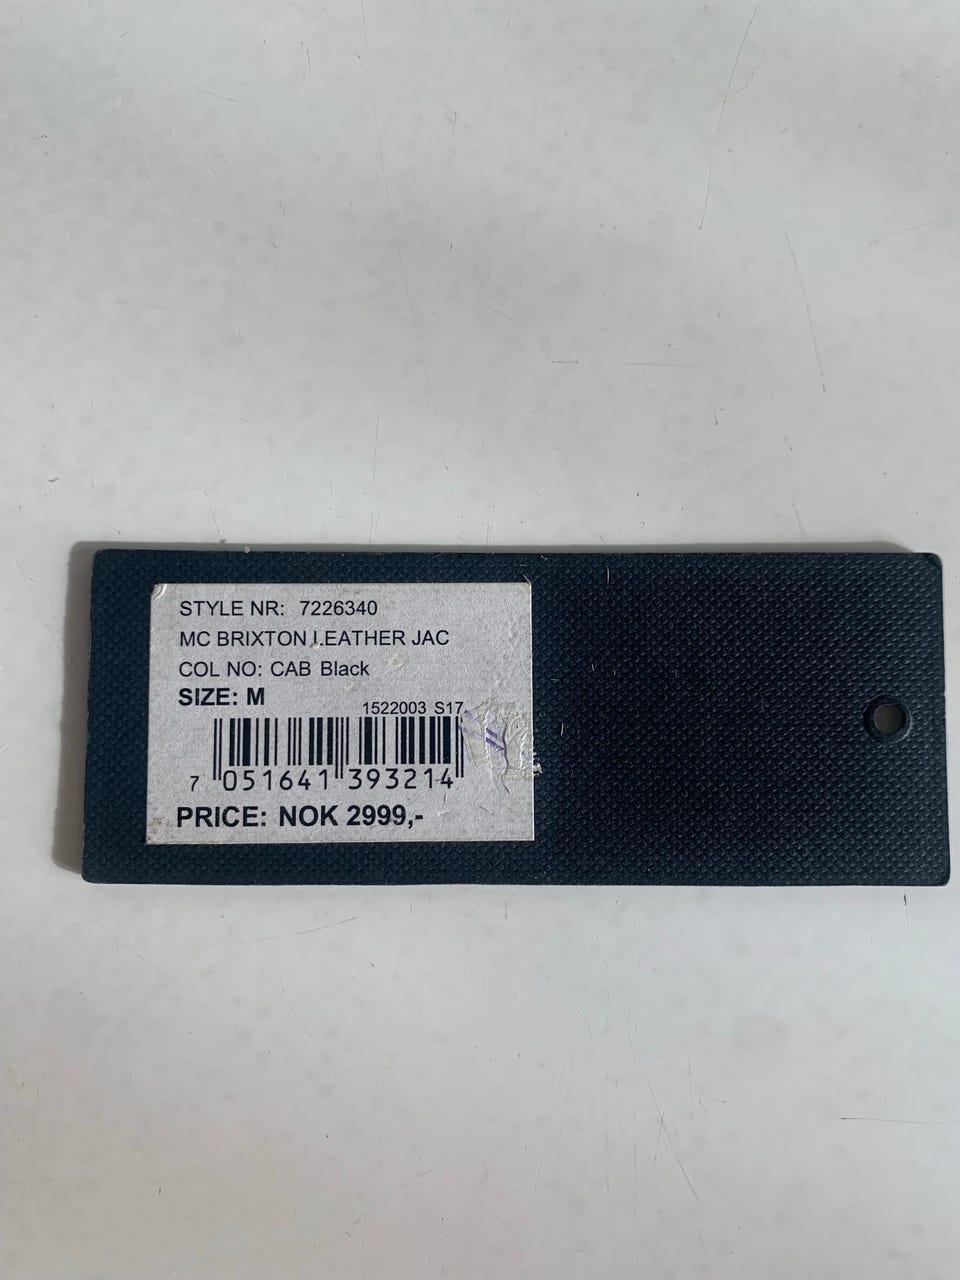 STYLE NR: 7226340
MC BRIXTON LEATHER JAC
COL NO: CAB Black
SIZE: M
1522003 S17
7 051641 393214
PRICE: NOK 2999,-